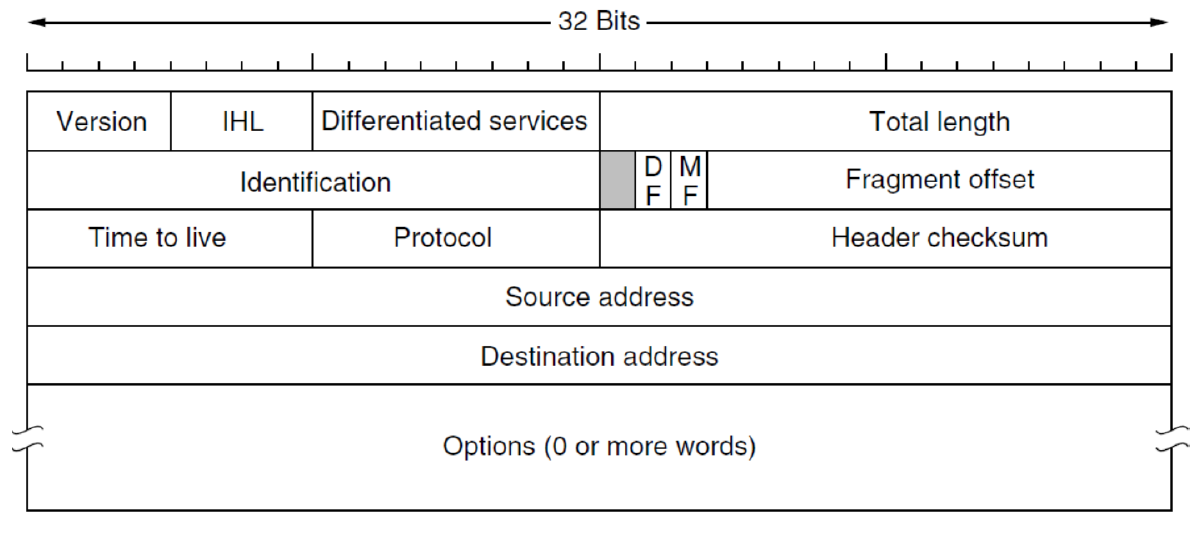 32 Bits
Version IHL Differentiated services Total length
Identification DF MF Fragment offset
Time to live Protocol Header checksum
Source address
Destination address
Options (0 or more words)